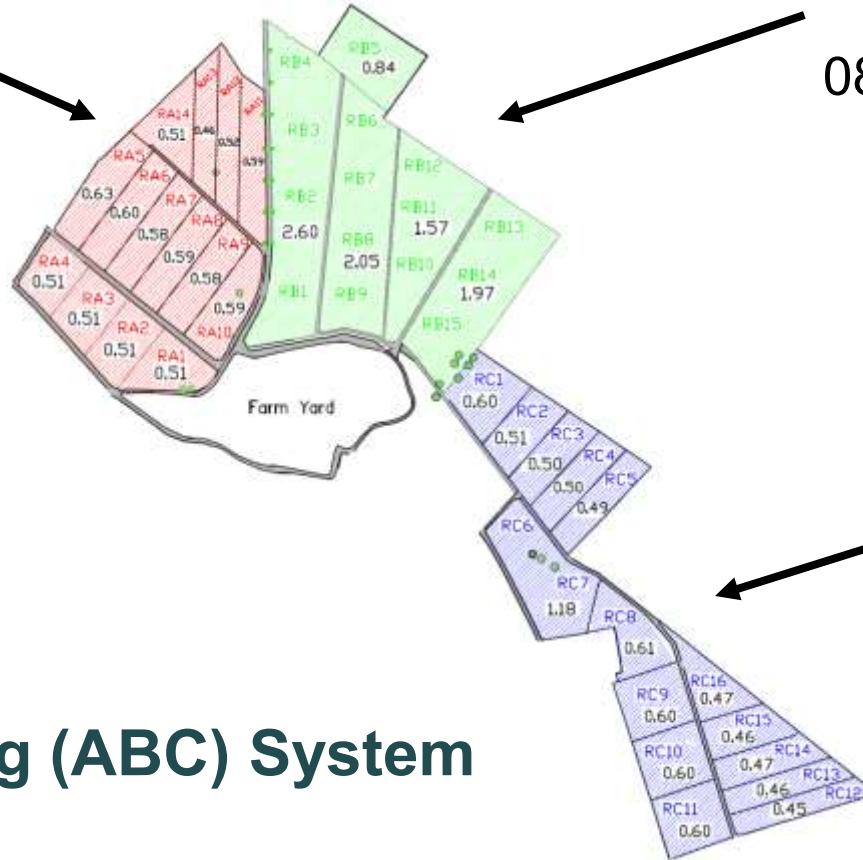 08
RB5
0.84
RB4
RB3
RB2
2.60
RB1
RB6
RB7
RB8
2.05
RB9
RB12
RB11
1.57
RB10
RB13
RB14
1.97
RB15
RA13
0.46
RA12
0.52
RA11
0.59
RA14
0.51
RA5
0.63
RA6
0.60
RA7
0.58
RA8
0.59
RA9
0.58
0.59
RA10
RA4
0.51
RA3
0.51
RA2
0.51
RA1
0.51
Farm Yard
RC1
0.60
RC2
0.51
RC3
0.50
RC4
0.50
RC5
0.49
RC6
RC7
1.18
RC8
0.61
RC9
0.60
RC10
0.60
RC11
0.60
RC16
0.47
RC15
0.46
RC14
0.47
RC13
0.46
RC12
0.45
g (ABC) System